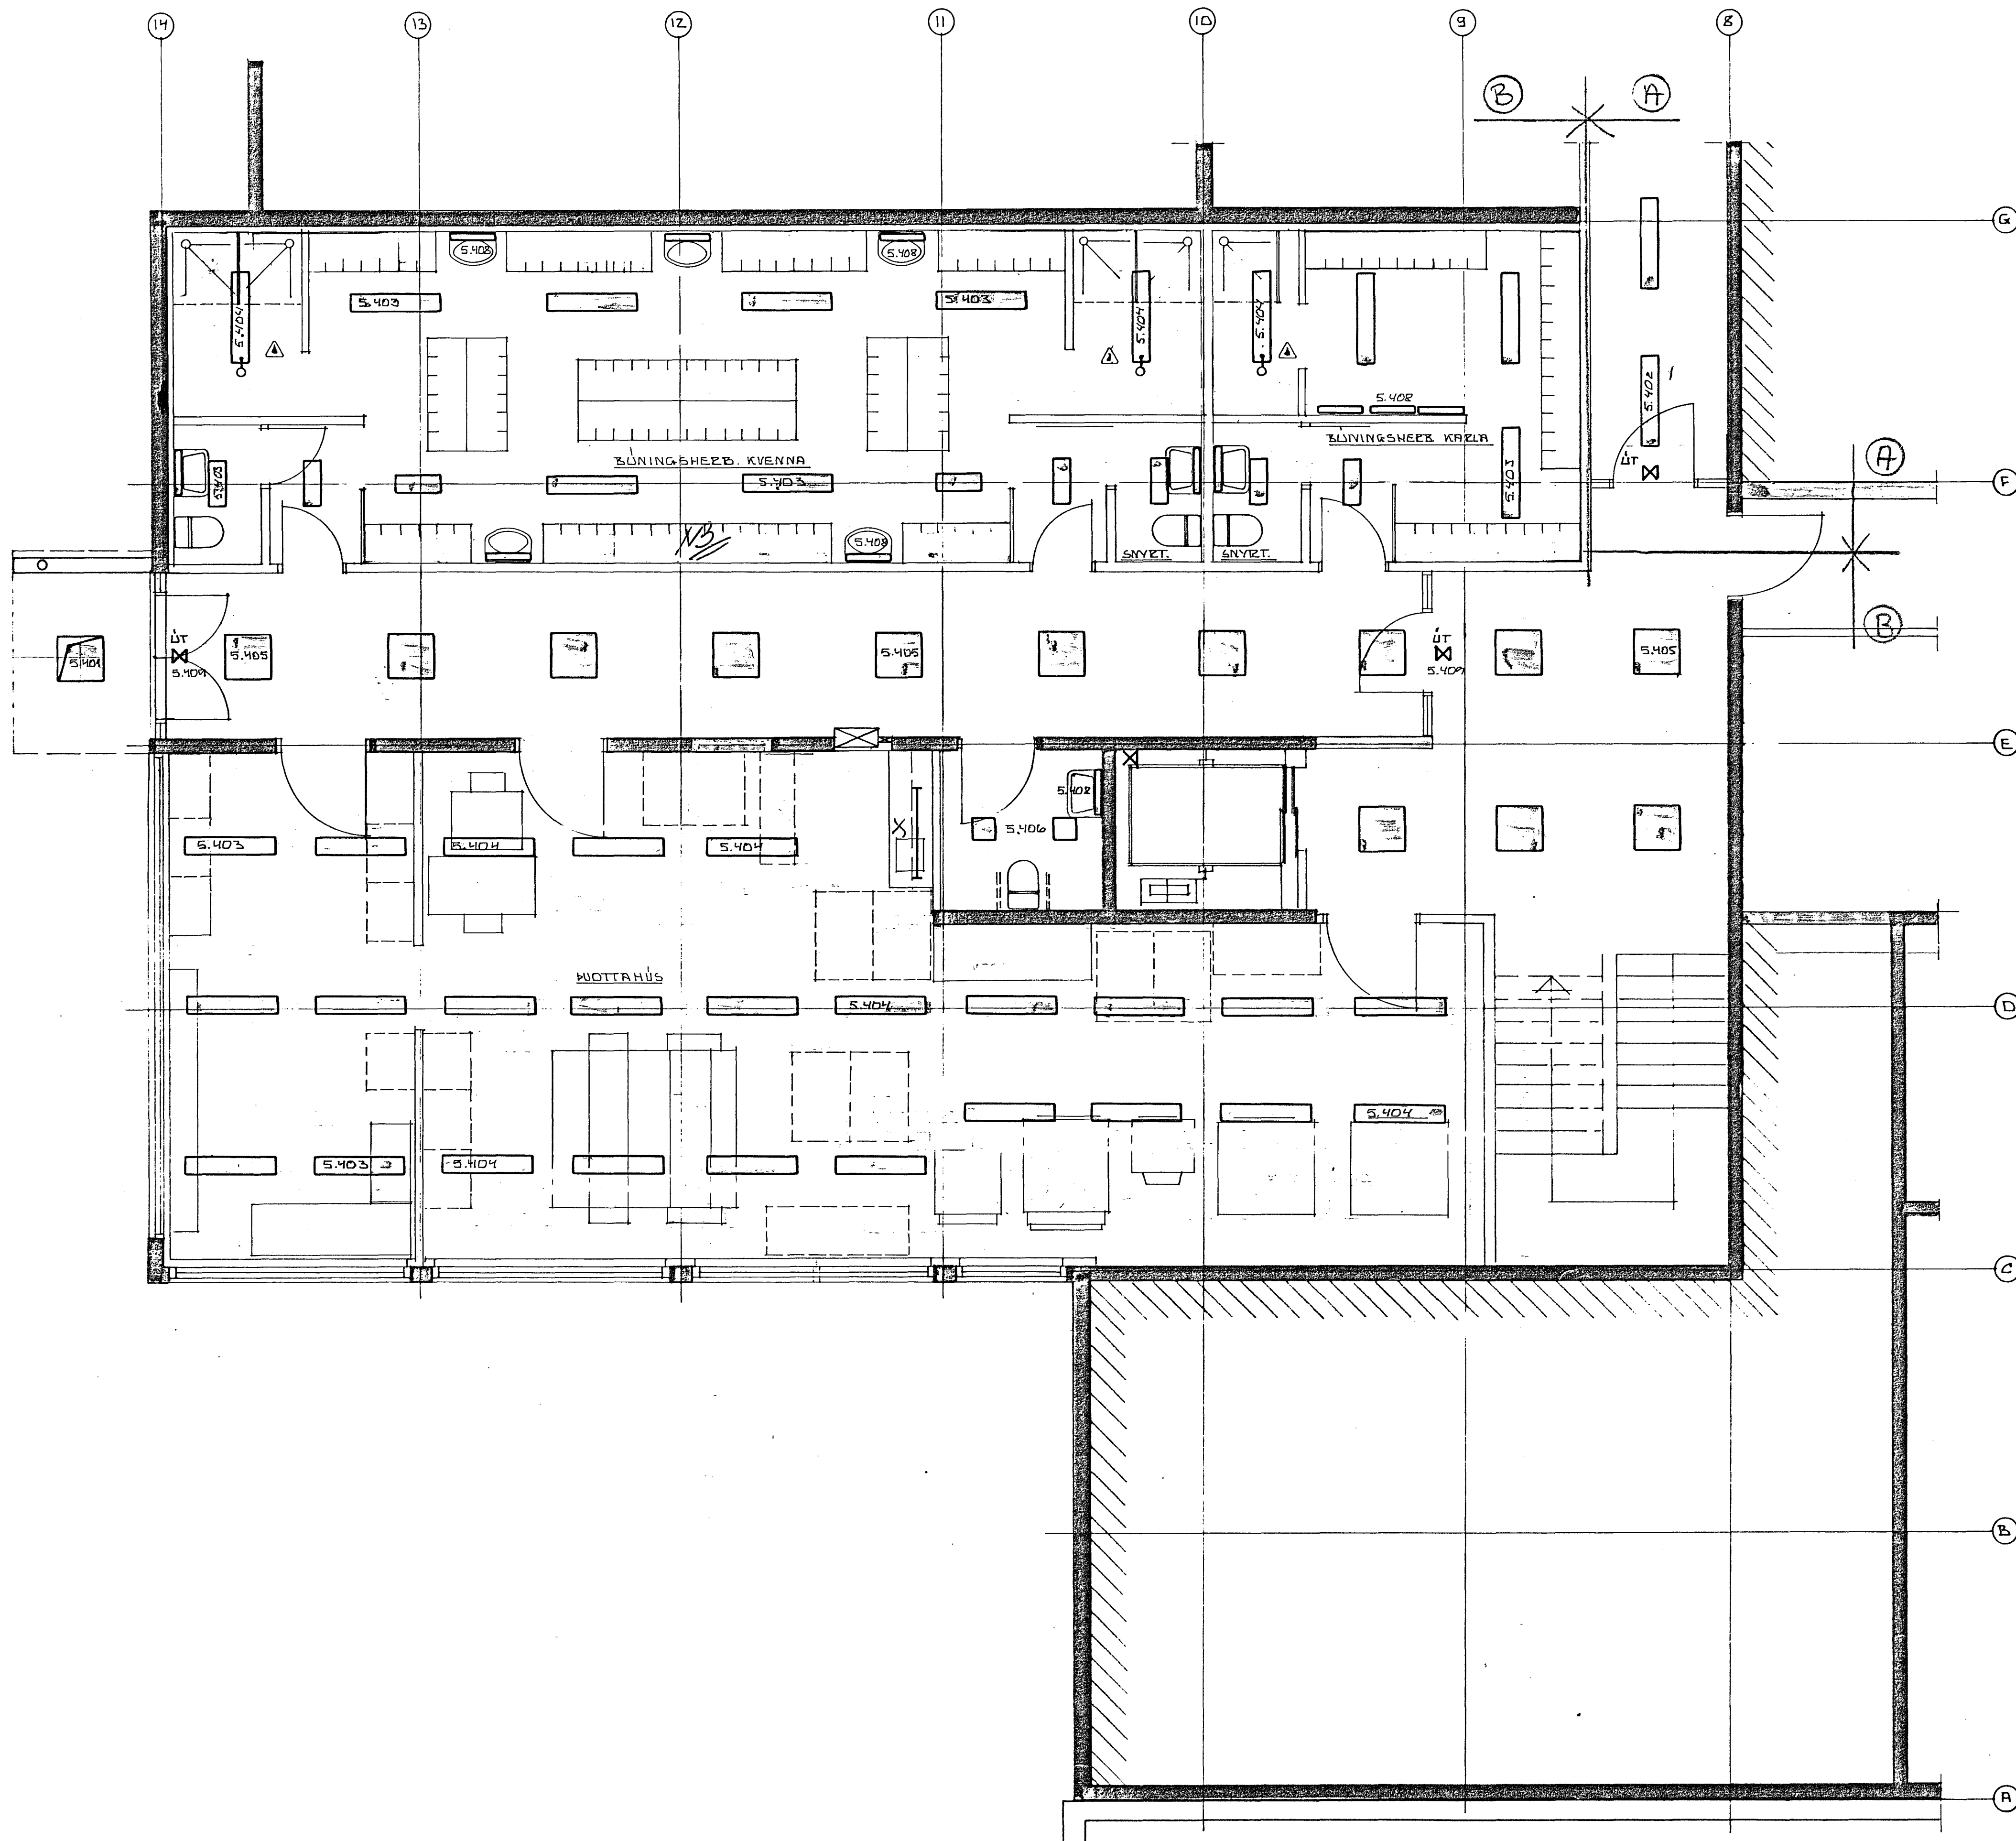 14 13 12 11 10 9 8
B A
G
5.408 5.408
5.403 5.403
5.404 5.404 5.404 5.402
5.408
BÚNINGSHERB. KVENNA
BÚNINGSHERB KARLA
ÚT
A
5.403 5.403 5.403
F
N3
5.408
SNYRT. SNYRT.
B
ÚT ÚT
5.401 5.405 5.405 5.405
5.409 5.409
E
5.408
5.406
5.403 5.404 5.404
ÞVOTTAHÚS
5.404
D
5.404
5.403 5.404
C
B
A